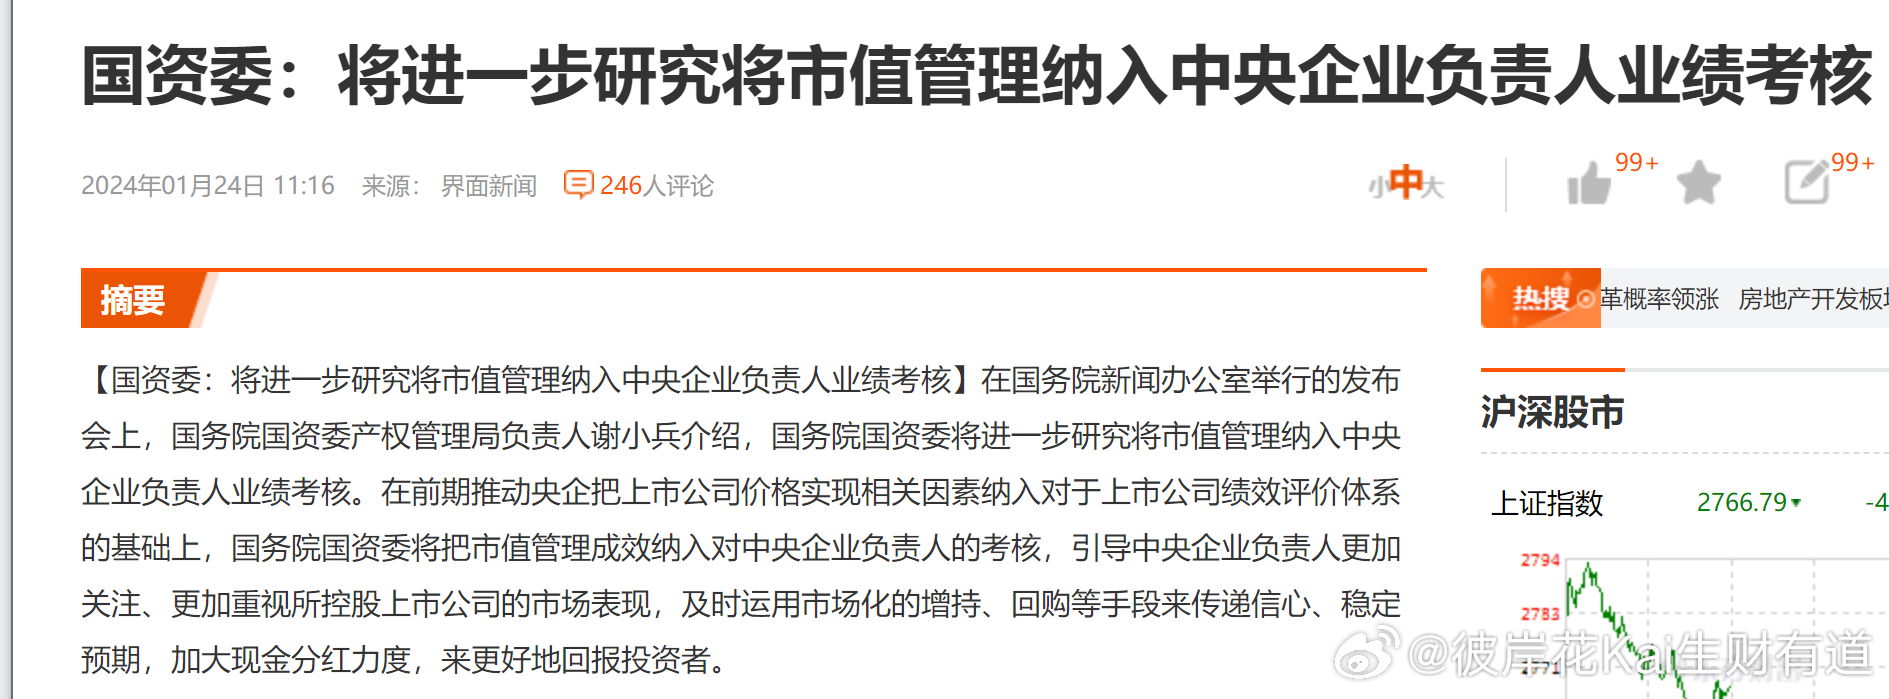 国资委：将进一步研究将市值管理纳入中央企业负责人业绩考核
2024年01月24日 11:16 来源： 界面新闻 246人评论
小中大 99+ 99+
摘要
热搜 革概率领涨 房地产开发板
【国资委：将进一步研究将市值管理纳入中央企业负责人业绩考核】在国务院新闻办公室举行的发布
会上，国务院国资委产权管理局负责人谢小兵介绍，国务院国资委将进一步研究将市值管理纳入中央
企业负责人业绩考核。在前期推动央企把上市公司价格实现相关因素纳入对于上市公司绩效评价体系
的基础上，国务院国资委将把市值管理成效纳入对中央企业负责人的考核，引导中央企业负责人更加
关注、更加重视所控股上市公司的市场表现，及时运用市场化的增持、回购等手段来传递信心、稳定
预期，加大现金分红力度，来更好地回报投资者。
沪深股市
上证指数 2766.79▼ -4
2794
2783
2771
@彼岸花Kai生财有道